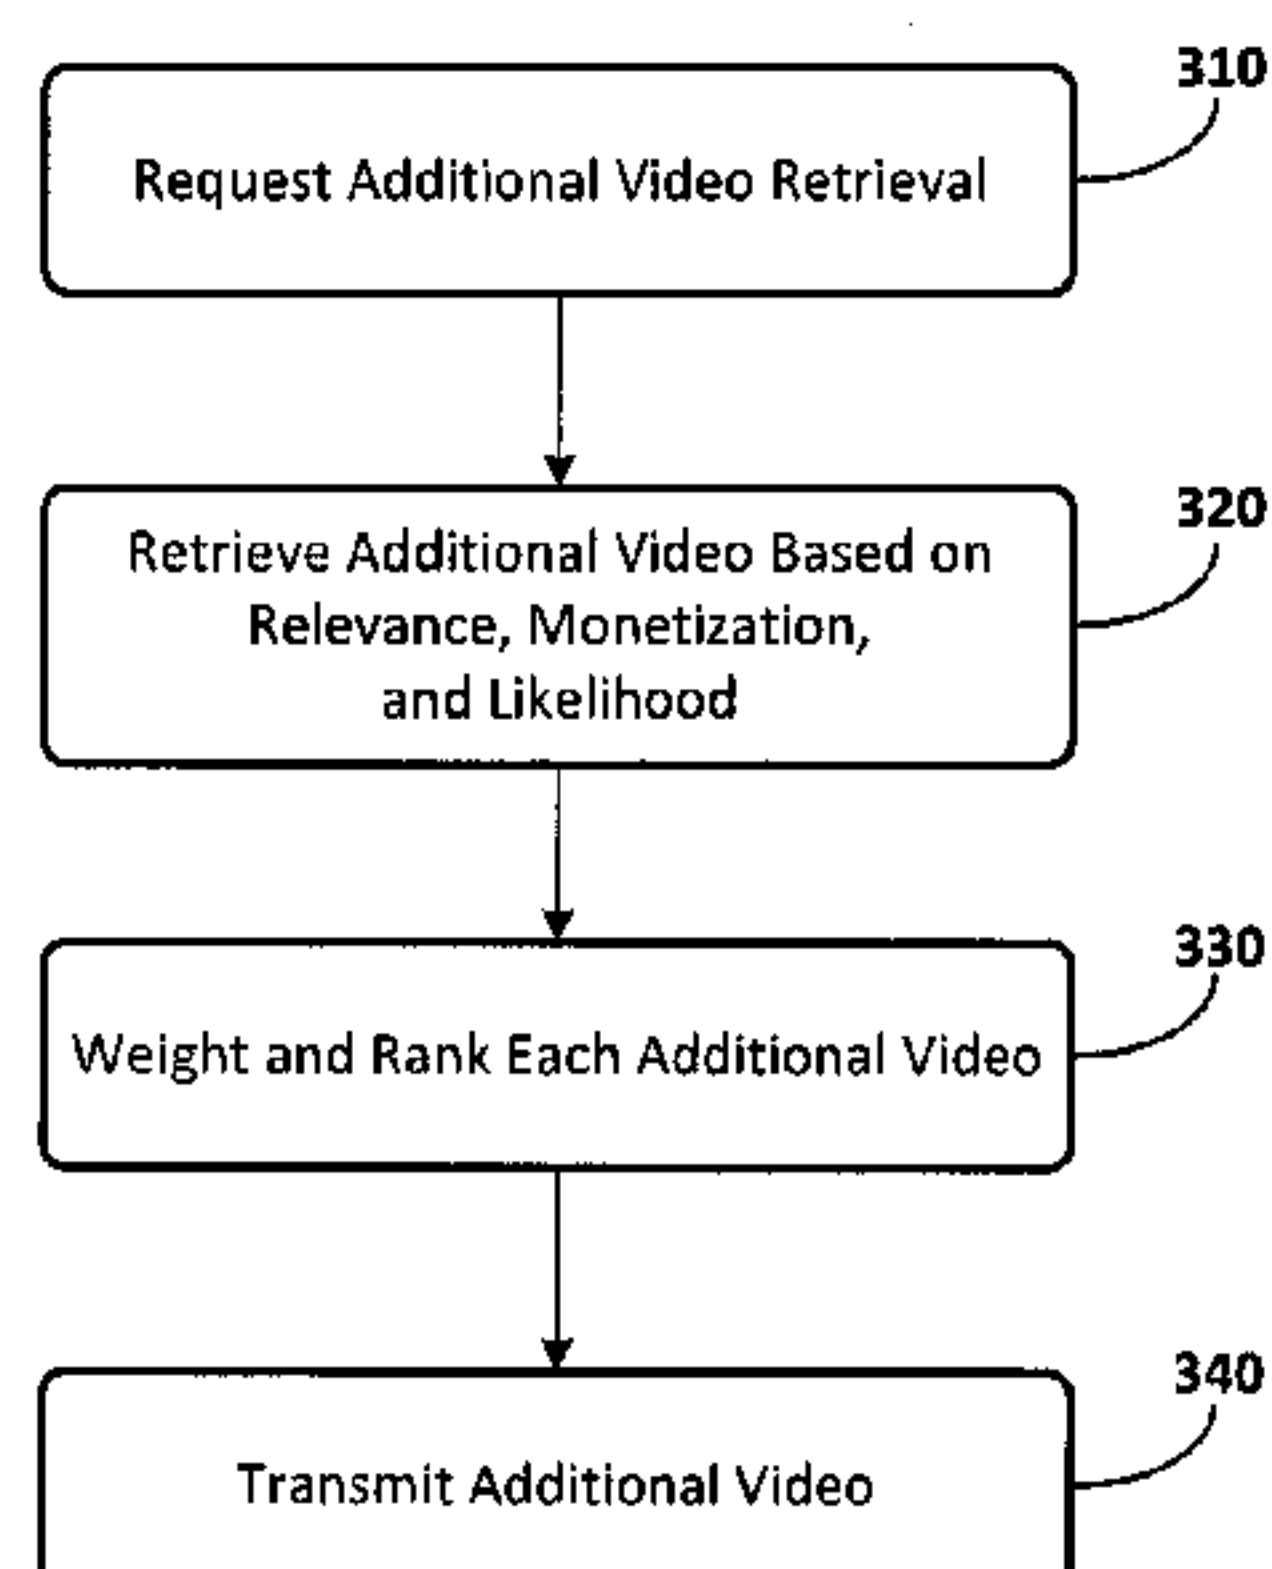 310
Request Additional Video Retrieval
320
Retrieve Additional Video Based on
Relevance, Monetization,
and Likelihood
330
Weight and Rank Each Additional Video
340
Transmit Additional Video